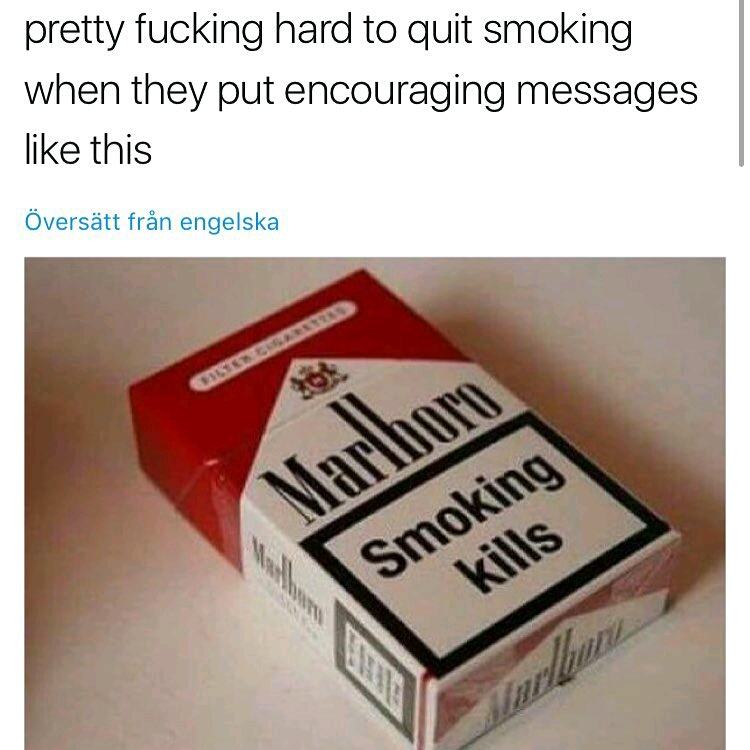 pretty fucking hard to quit smoking
when they put encouraging messages
like this
Översätt från engelska
FILTER CIGARETTES
Marlboro
Smoking
kills
Marlboro
Marlboro